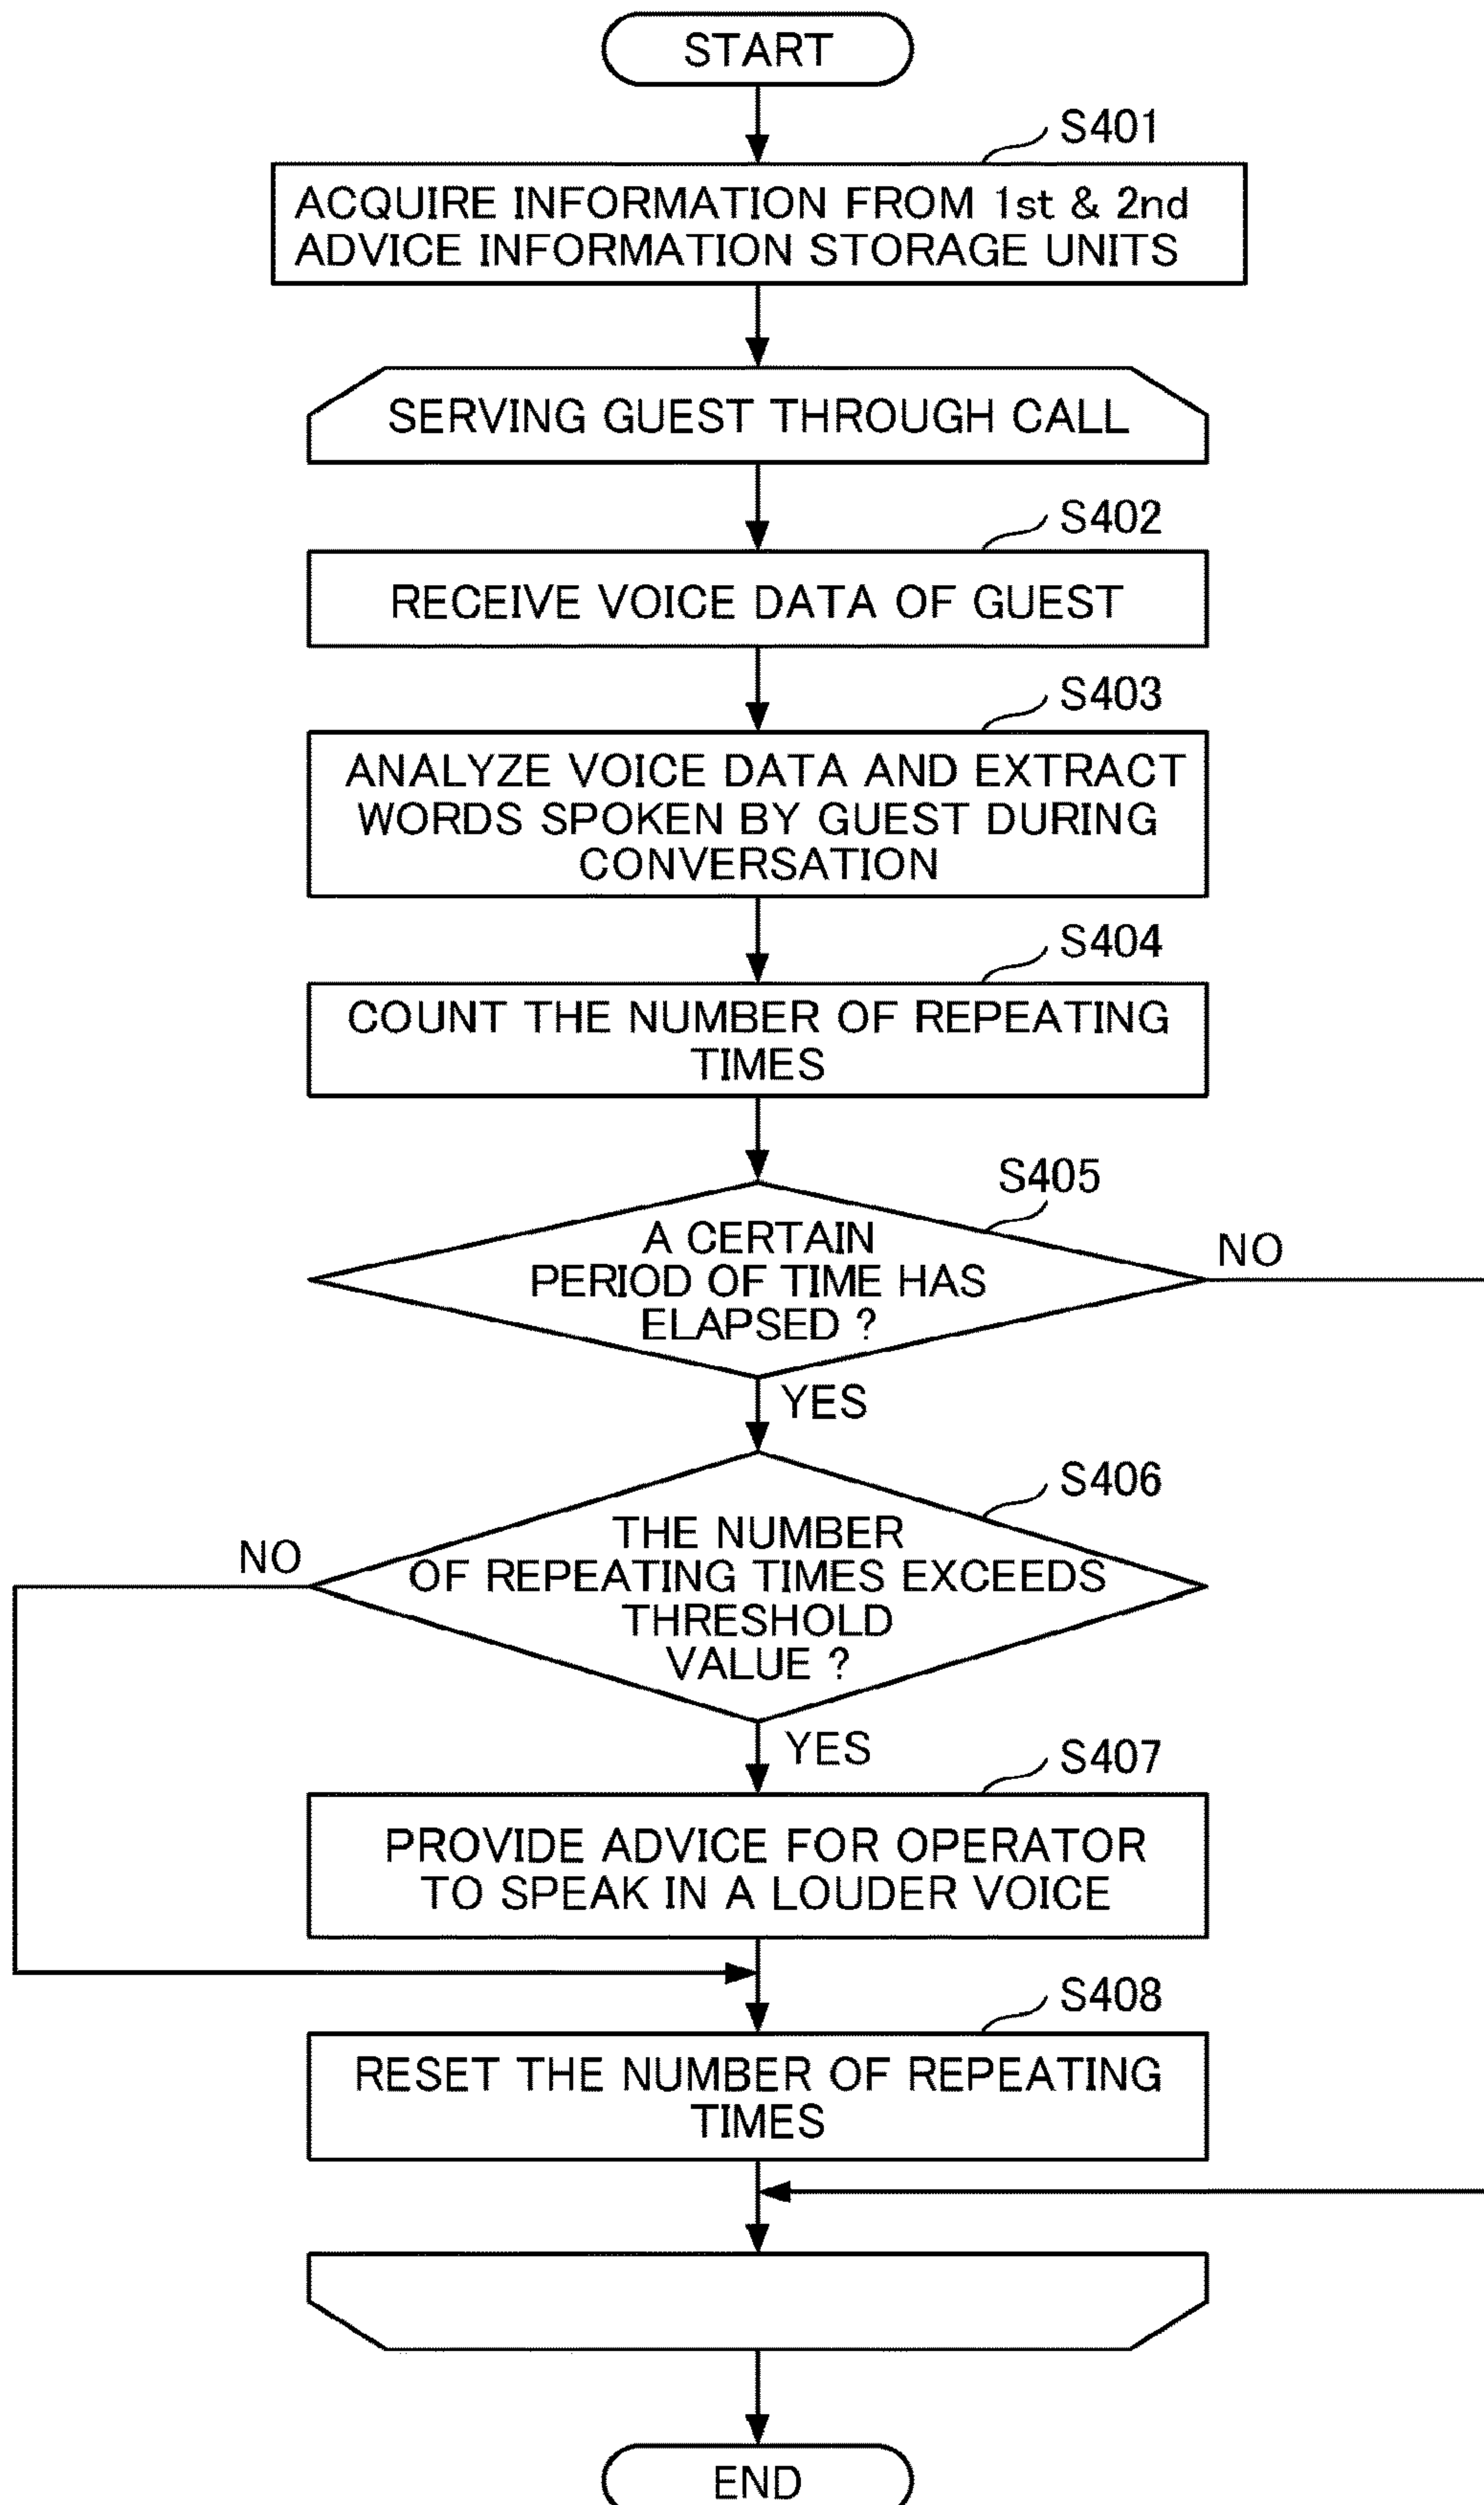 START
S401
ACQUIRE INFORMATION FROM 1st & 2nd
ADVICE INFORMATION STORAGE UNITS
SERVING GUEST THROUGH CALL
S402
RECEIVE VOICE DATA OF GUEST
S403
ANALYZE VOICE DATA AND EXTRACT
WORDS SPOKEN BY GUEST DURING
CONVERSATION
S404
COUNT THE NUMBER OF REPEATING
TIMES
S405
A CERTAIN
PERIOD OF TIME HAS
ELAPSED ?
NO
YES
S406
THE NUMBER
OF REPEATING TIMES EXCEEDS
THRESHOLD
VALUE ?
NO
YES
S407
PROVIDE ADVICE FOR OPERATOR
TO SPEAK IN A LOUDER VOICE
S408
RESET THE NUMBER OF REPEATING
TIMES
END